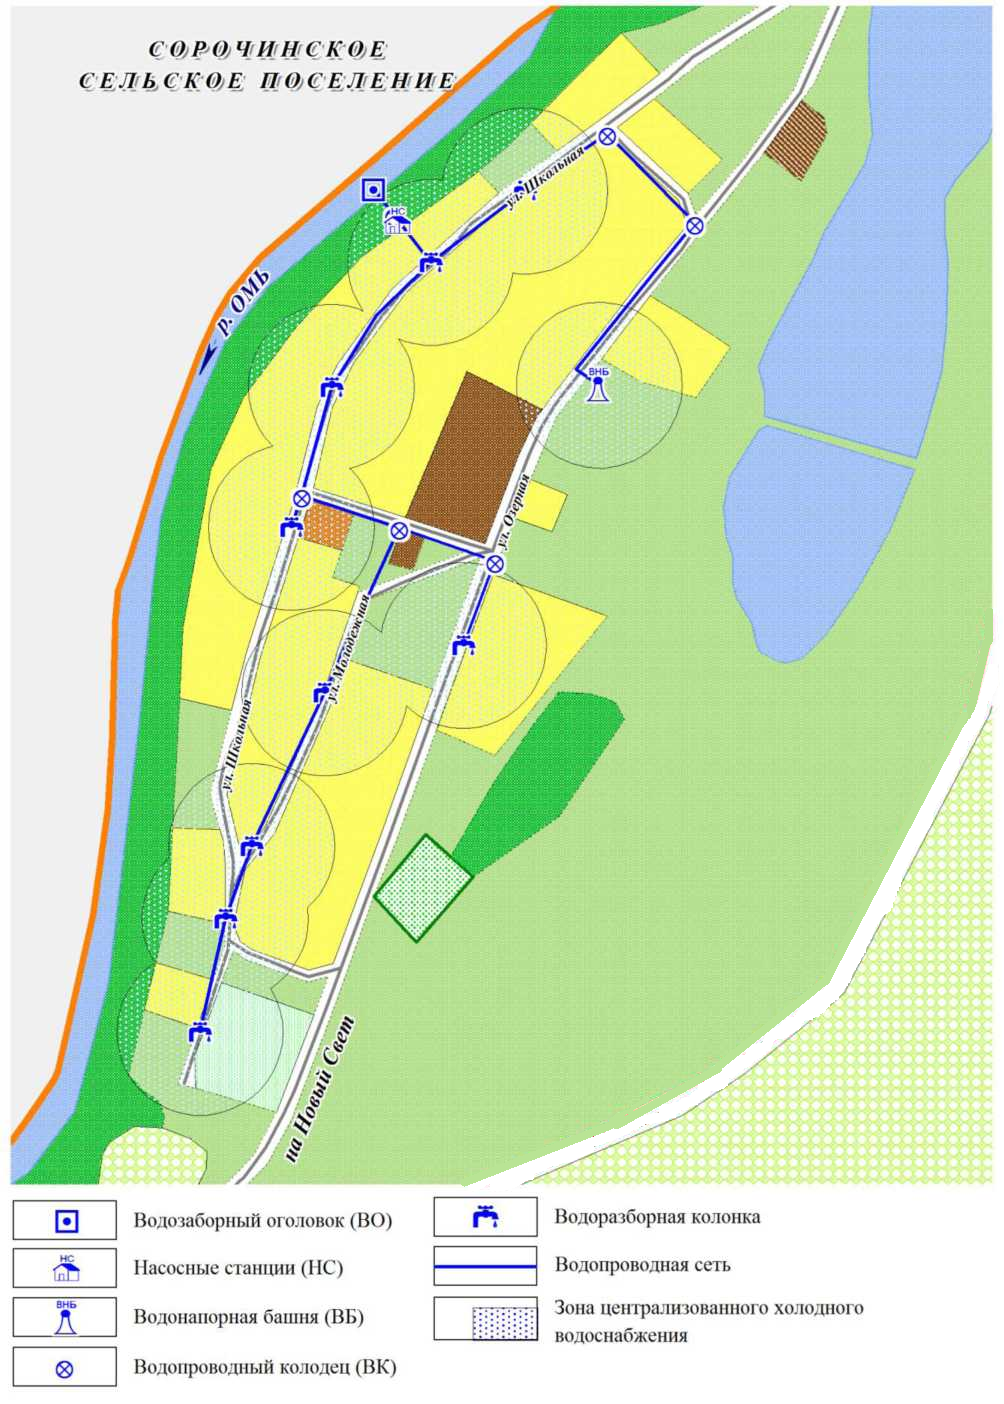 СОРОЧИНСКОЕ
СЕЛЬСКОЕ ПОСЕЛЕНИЕ
ул. Школьная
НС
р. ОМЬ
ВНБ
ул. Озерная
ул. Молодежная
ул. Школьная
на Новый Свет
Водозаборный оголовок (ВО)
НС
Насосные станции (НС)
ВНБ
Водонапорная башня (ВБ)
Водопроводный колодец (ВК)
Водоразборная колонка
Водопроводная сеть
Зона централизованного холодного
водоснабжения